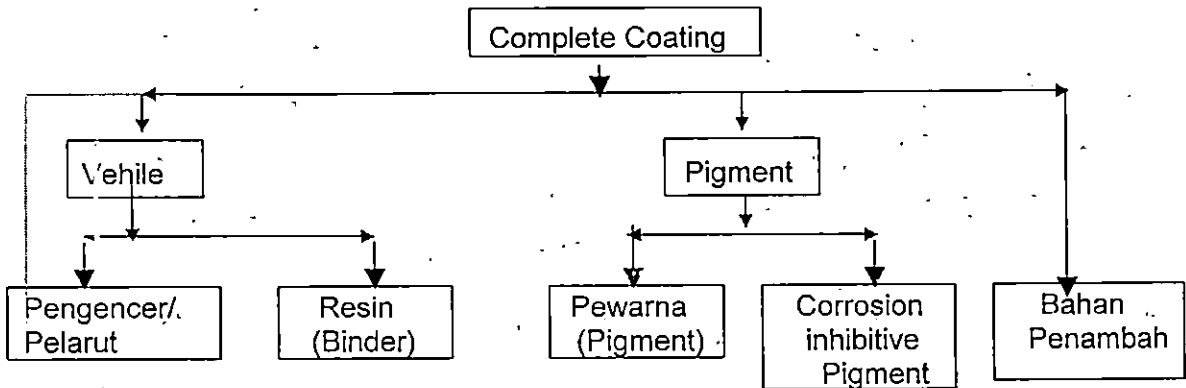 Complete Coating
Vehile
Pigment
Pengencer/.
Pelarut
Resin
(Binder)
Pewarna
(Pigment)
Corrosion
inhibitive
Pigment
Bahan
Penambah